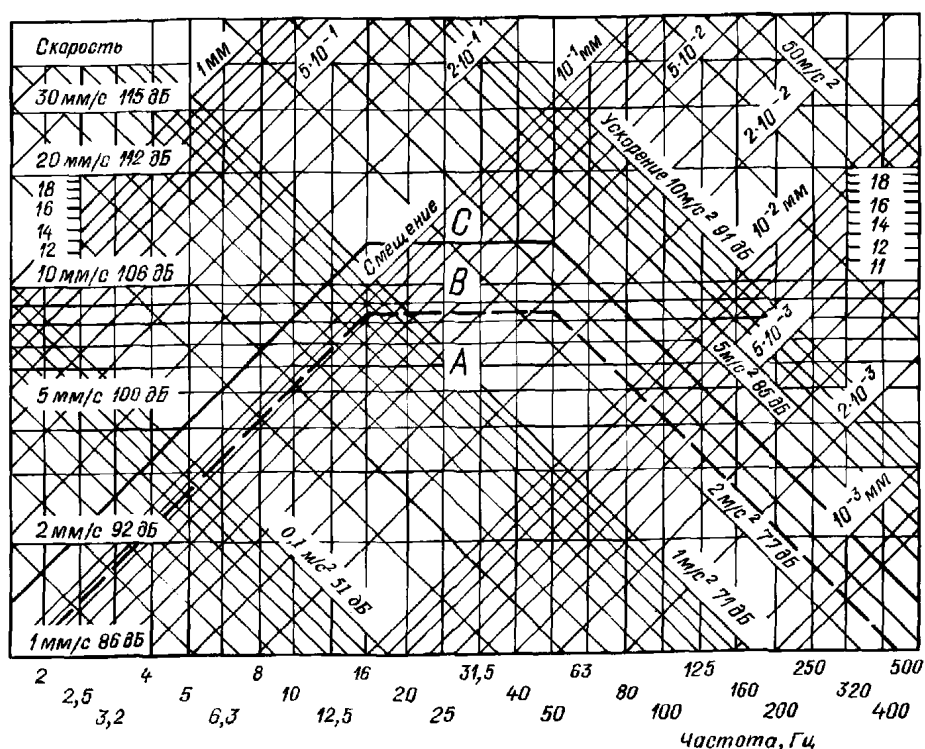 Скорость
1 мм
5·10⁻¹
2·10⁻¹
10⁻¹ мм
5·10⁻²
50 м/с²
2·10⁻²
30 мм/с 115 дБ
20 мм/с 112 дБ
18
16
14
12
10 мм/с 106 дБ
Ускорение 10 м/с² 91 дБ
10⁻² мм
18
16
14
12
11
Смещение
C
B
A
5·10⁻³
5 м/с² 86 дБ
2·10⁻³
5 мм/с 100 дБ
10⁻³ мм
2 м/с² 77 дБ
2 мм/с 92 дБ
0,1 м/с² 51 дБ
1 м/с² 71 дБ
1 мм/с 86 дБ
2 4 8 16 31,5 63 125 250 500
2,5 5 10 20 40 80 160 320
3,2 6,3 12,5 25 50 100 200 400
Частота, Гц